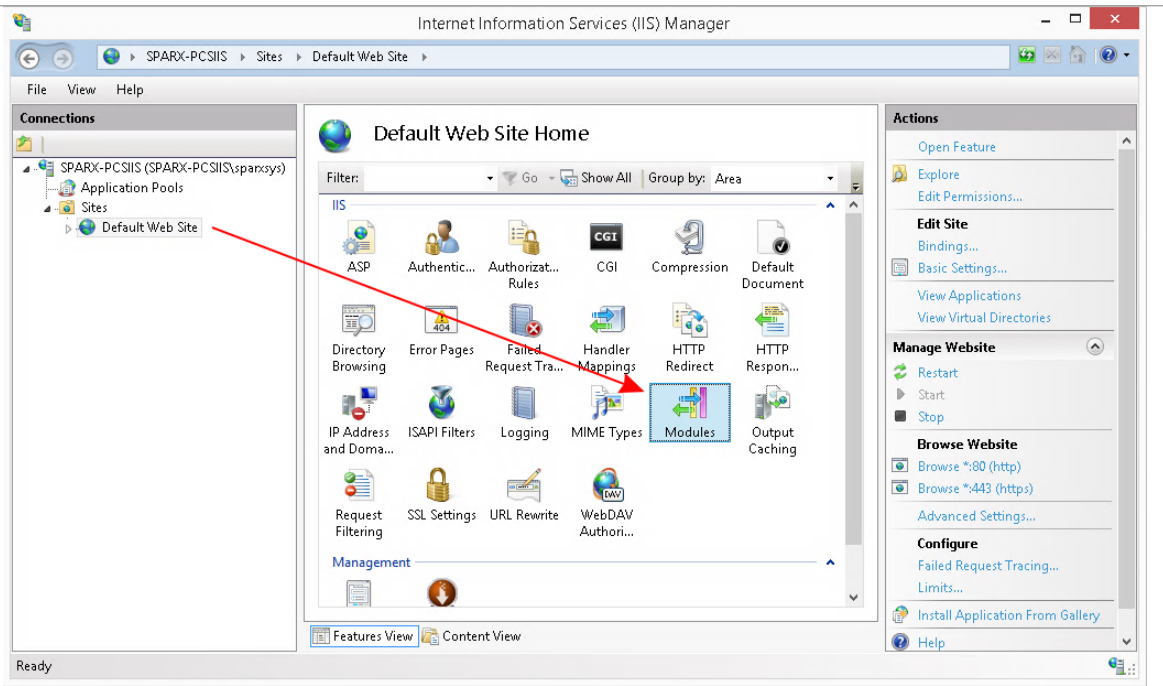 Internet Information Services (IIS) Manager
SPARX-PCSIIS Sites Default Web Site
File View Help
Connections
SPARX-PCSIIS (SPARX-PCSIIS\sparxsys)
Application Pools
Sites
Default Web Site
Default Web Site Home
Filter: Go Show All Group by: Area
IIS
ASP Authentic... Authorizat... Rules CGI Compression Default Document
404
Directory Browsing Error Pages Failed Request Tra... Handler Mappings HTTP Redirect HTTP Respon...
IP Address and Doma... ISAPI Filters Logging MIME Types Modules Output Caching
DAV
Request Filtering SSL Settings URL Rewrite WebDAV Authori...
Management
Features View Content View
Actions
Open Feature
Explore
Edit Permissions...
Edit Site
Bindings...
Basic Settings...
View Applications
View Virtual Directories
Manage Website
Restart
Start
Stop
Browse Website
Browse *:80 (http)
Browse *:443 (https)
Advanced Settings...
Configure
Failed Request Tracing...
Limits...
Install Application From Gallery
Help
Ready